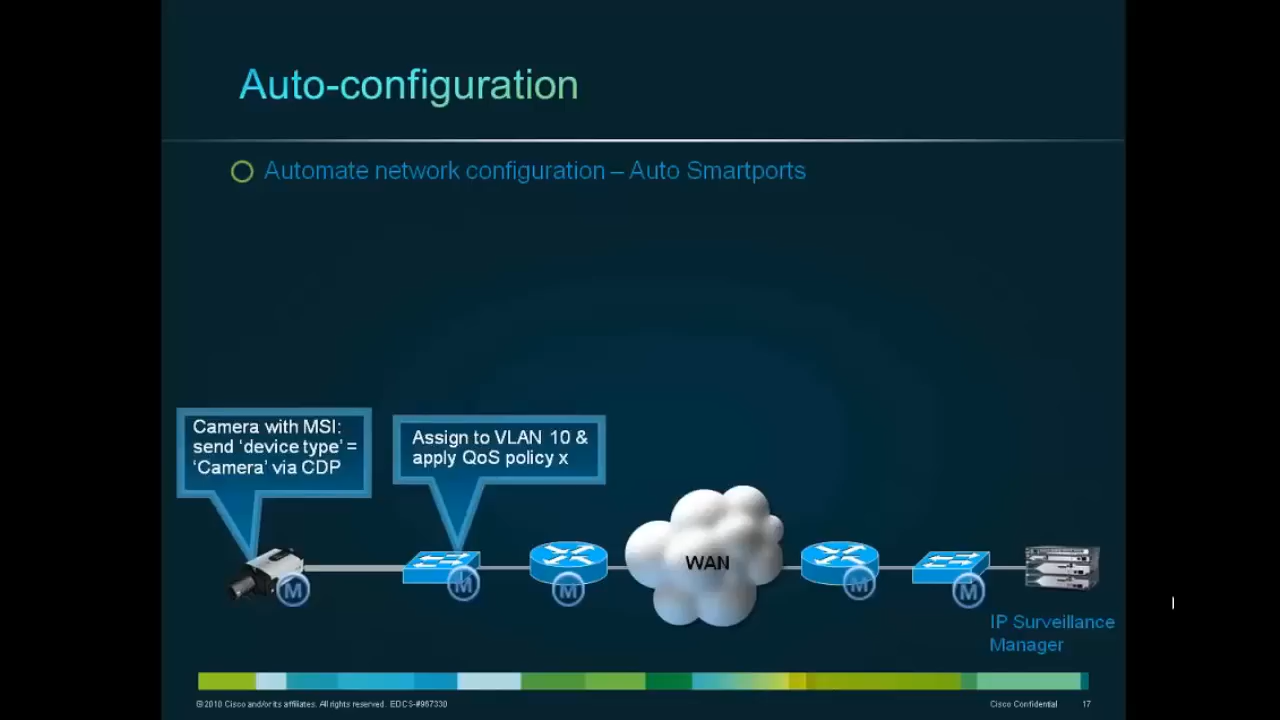 Auto-configuration
Automate network configuration – Auto Smartports
Camera with MSI:
send ‘device type’ =
‘Camera’ via CDP
Assign to VLAN 10 &
apply QoS policy x
WAN
M
M
M
M
M
IP Surveillance
Manager
© 2010 Cisco and/or its affiliates. All rights reserved. EDCS-#967330
Cisco Confidential
17